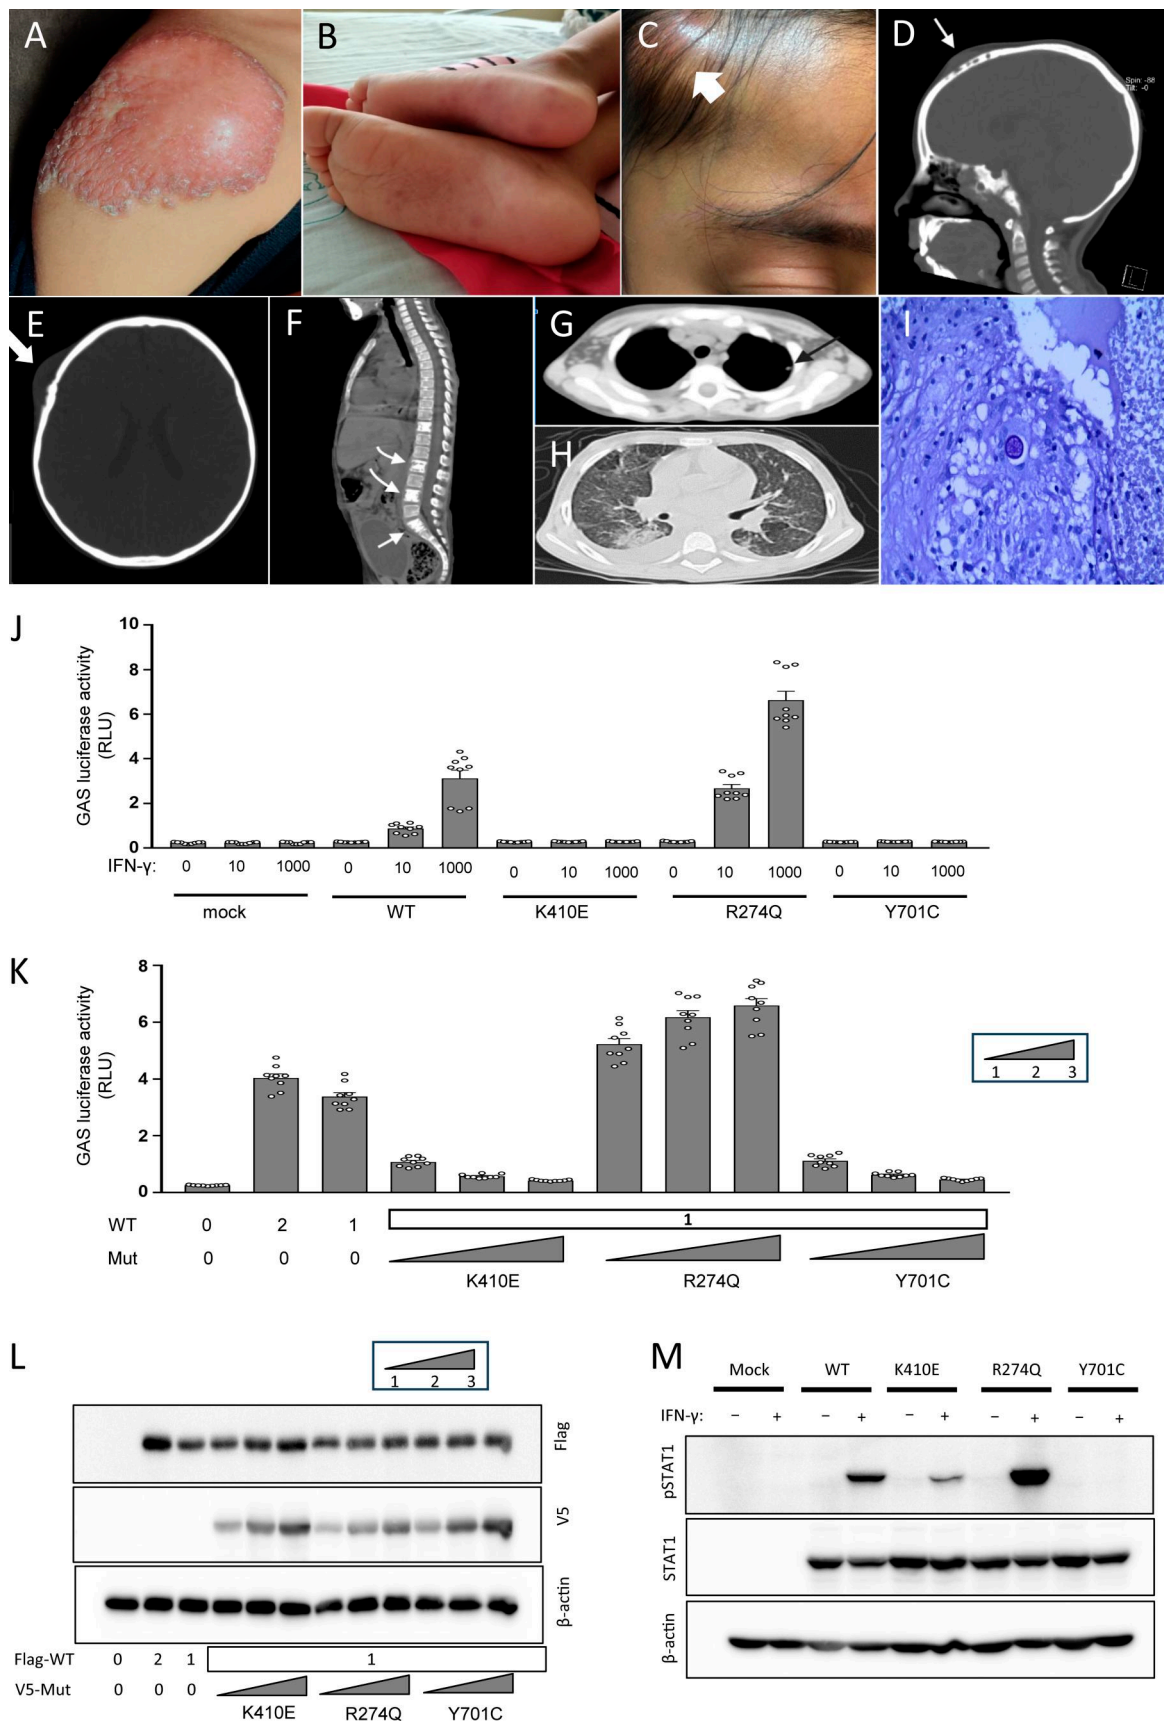 A
B
C
D
Spin: -88
Tilt: -0
L
E
F
G
H
I
J
GAS luciferase activity
(RLU)
10
8
6
4
2
0
IFN-γ: 0 10 1000 0 10 1000 0 10 1000 0 10 1000 0 10 1000
mock WT K410E R274Q Y701C
K
GAS luciferase activity
(RLU)
8
6
4
2
0
1 2 3
WT 0 2 1 1
Mut 0 0 0
K410E R274Q Y701C
L
1 2 3
Flag
V5
β-actin
Flag-WT 0 2 1 1
V5-Mut 0 0 0
K410E R274Q Y701C
M
Mock WT K410E R274Q Y701C
IFN-γ: – + – + – + – + – +
pSTAT1
STAT1
β-actin